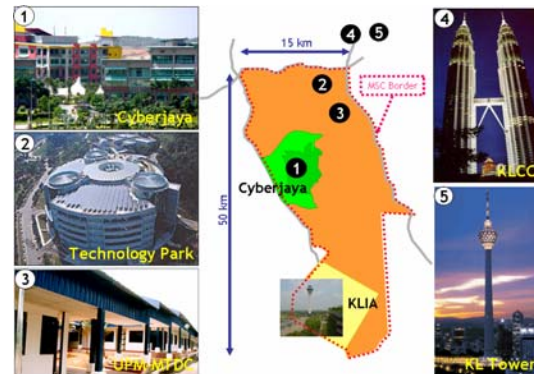 1
Cyberjaya
2
Technology Park
3
UPM-MTDC
15 km
50 km
4
5
2
3
MSC Border
1
Cyberjaya
KLIA
4
KLCC
5
KL Tower